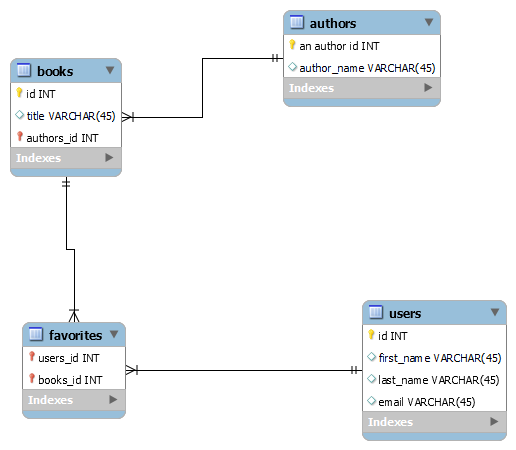 authors
an author id INT
author_name VARCHAR(45)
Indexes
books
id INT
title VARCHAR(45)
authors_id INT
Indexes
favorites
users_id INT
books_id INT
Indexes
users
id INT
first_name VARCHAR(45)
last_name VARCHAR(45)
email VARCHAR(45)
Indexes